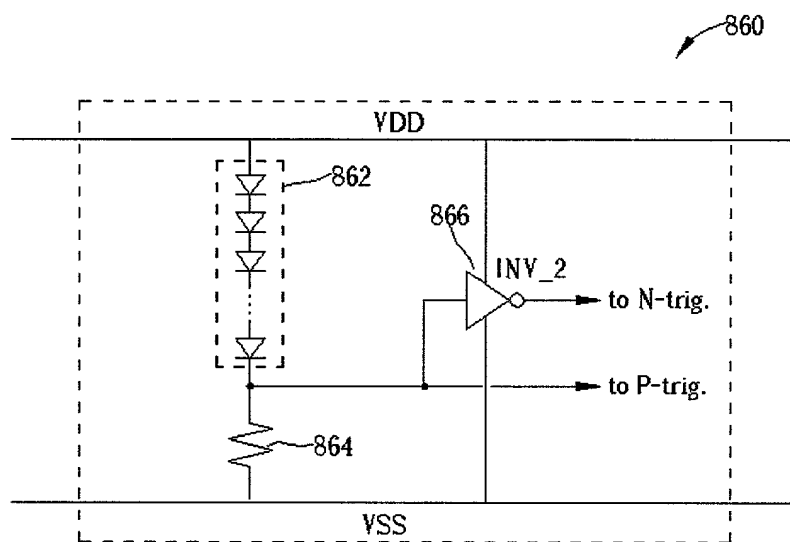 860
VDD
862
866
INV_2
to N-trig.
to P-trig.
864
VSS